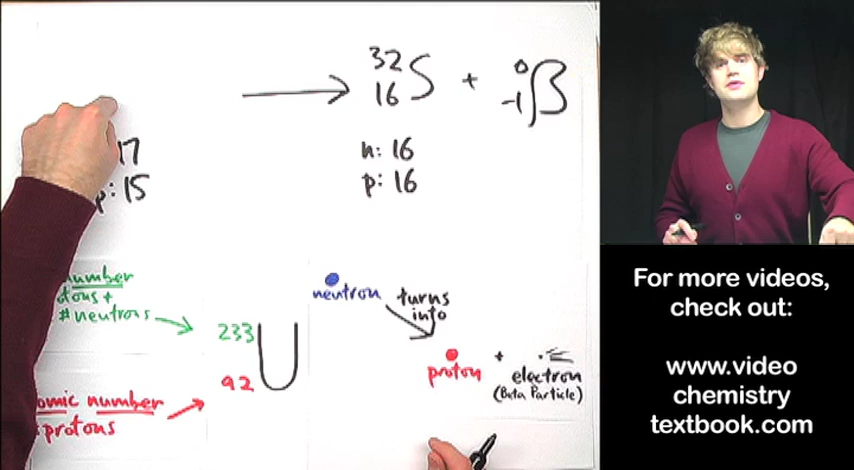 32
16 S + 0 -1 β
17
p: 15
n: 16
p: 16
number
#neutrons
233
92 U
neutron turns into
proton + electron
(Beta Particle)
number
protons
For more videos,
check out:
www.video
chemistry
textbook.com